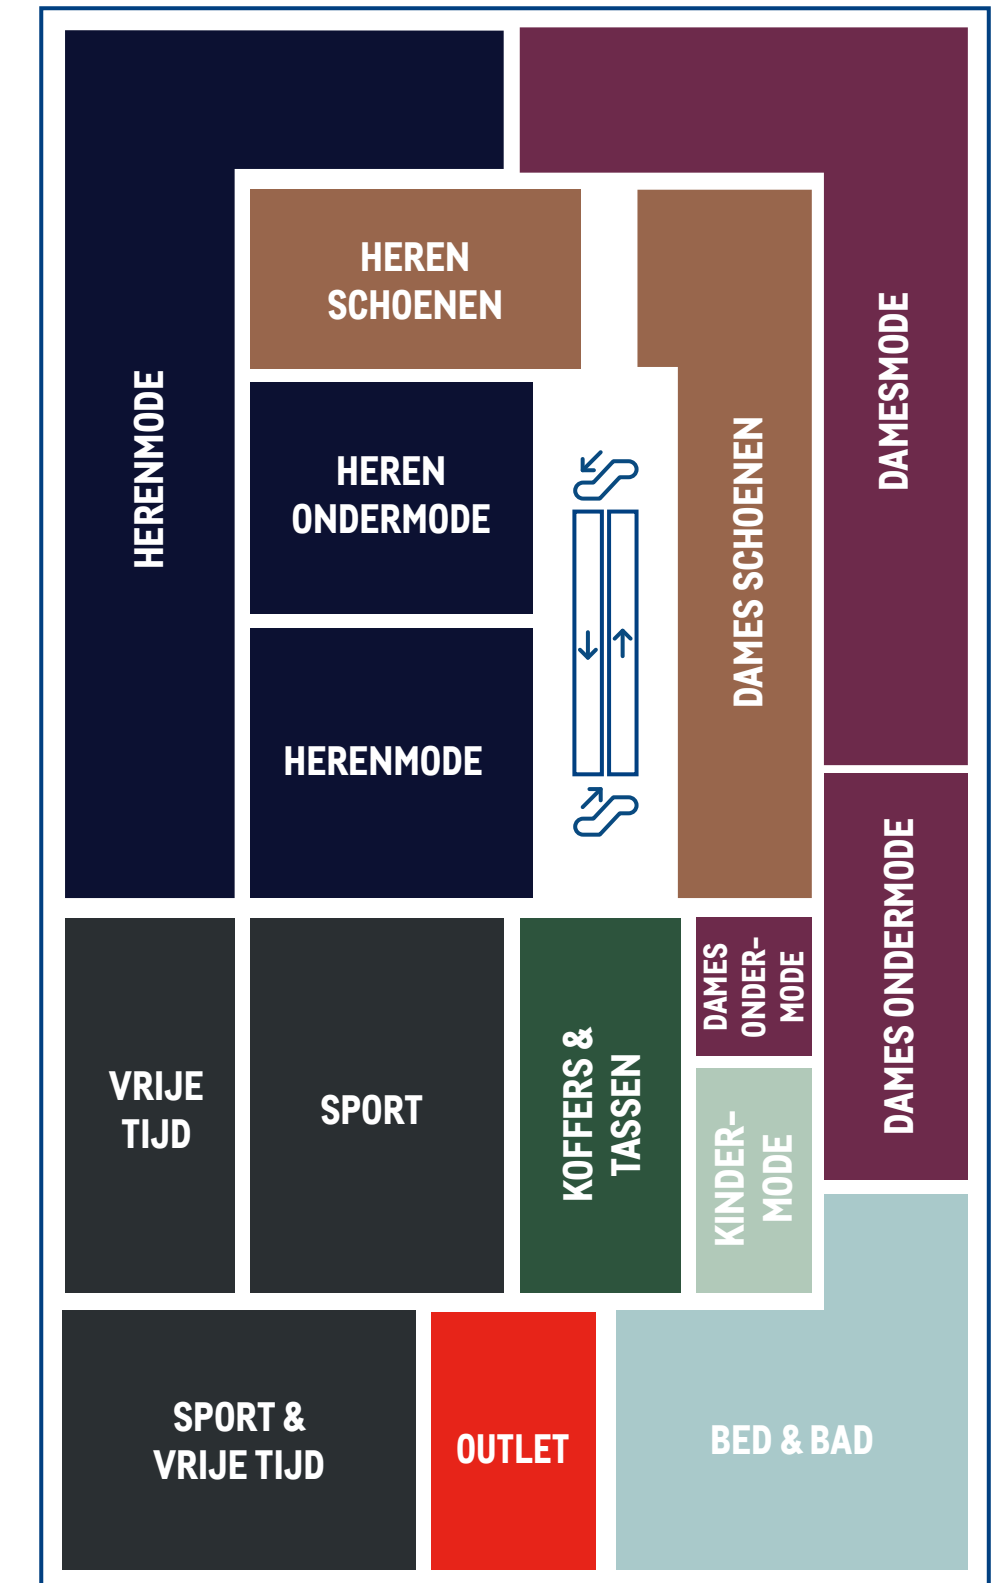 HEREN
SCHOENEN
HERENMODE
DAMESMODE
HEREN
ONDERMODE
DAMES SCHOENEN
HERENMODE
DAMES ONDERMODE
DAMES
ONDER-
MODE
VRIJE
TIJD
SPORT
KOFFERS &
TASSEN
KINDER-
MODE
SPORT &
VRIJE TIJD
OUTLET
BED & BAD